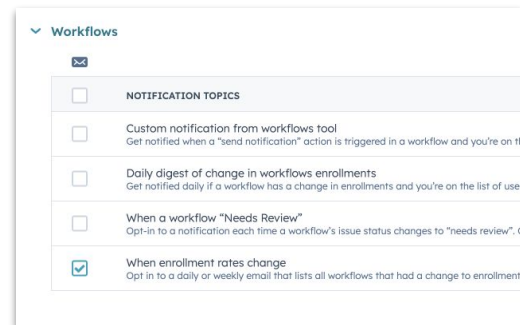 Workflows
NOTIFICATION TOPICS
Custom notification from workflows tool
Get notified when a “send notification” action is triggered in a workflow and you’re on
Daily digest of change in workflows enrollments
Get notified daily if a workflow has a change in enrollments and you’re on the list of
When a workflow “Needs Review”
Opt-in to a notification each time a workflow’s issue status changes to “needs review”.
When enrollment rates change
Opt in to a daily or weekly email that lists all workflows that had a change to